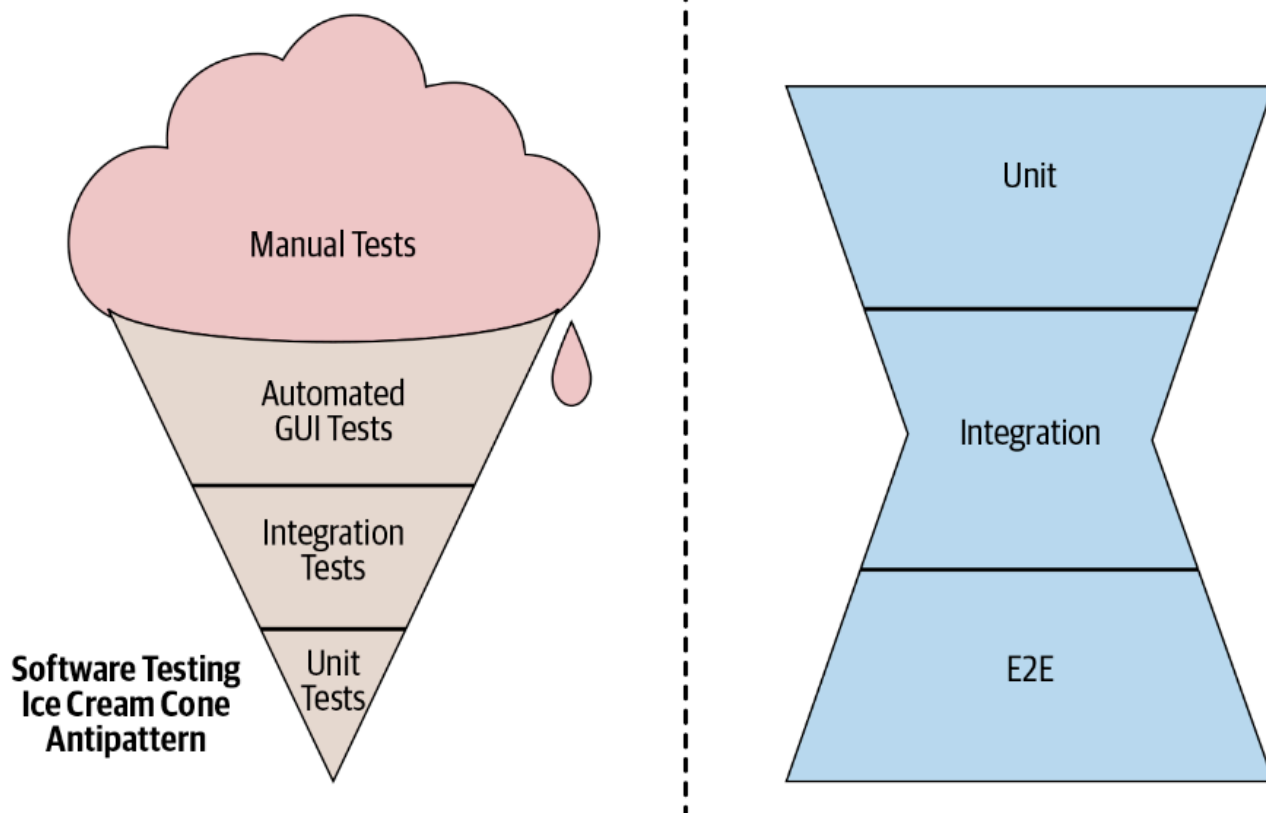 Manual Tests
Automated
GUI Tests
Integration
Tests
Unit
Tests
Software Testing
Ice Cream Cone
Antipattern
Unit
Integration
E2E